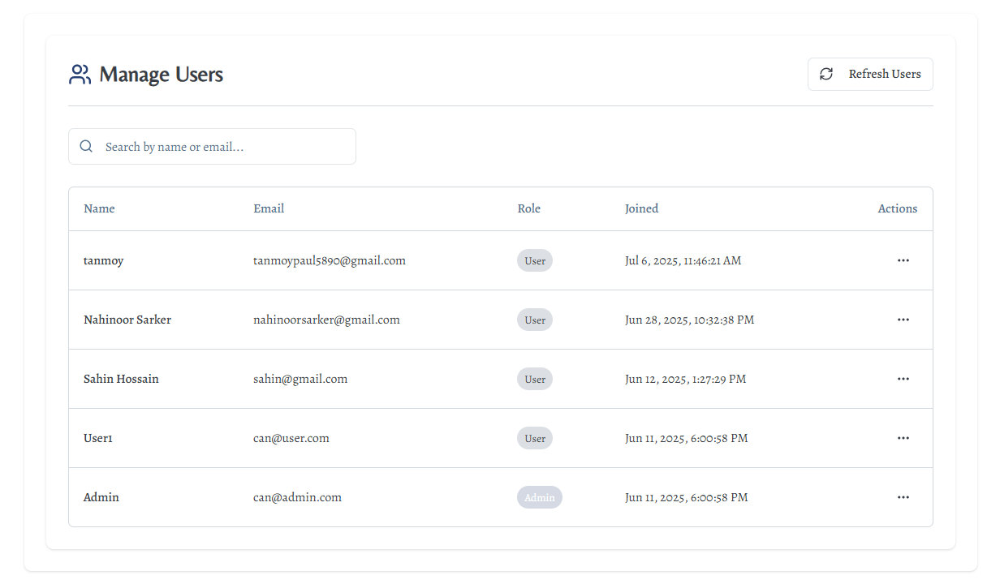 Manage Users
Refresh Users
Search by name or email...
Name Email Role Joined Actions
tanmoy tanmoypaul5890@gmail.com User Jul 6, 2025, 11:46:21 AM
Nahinoor Sarker nahinoorsarker@gmail.com User Jun 28, 2025, 10:32:38 PM
Sahin Hossain sahin@gmail.com User Jun 12, 2025, 1:27:29 PM
User1 can@user.com User Jun 11, 2025, 6:00:58 PM
Admin can@admin.com Admin Jun 11, 2025, 6:00:58 PM